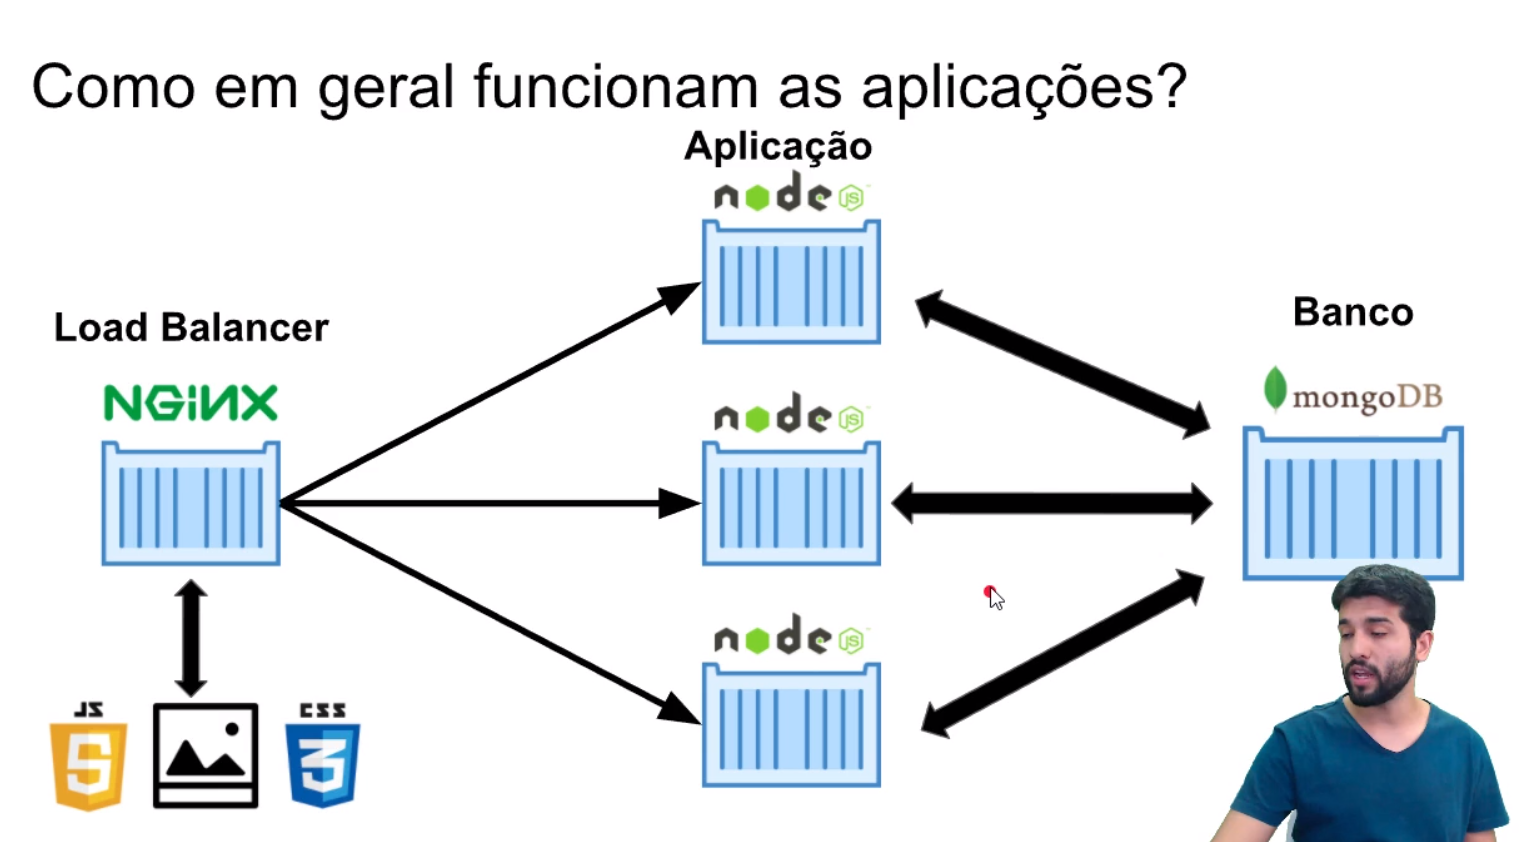 Como em geral funcionam as aplicações?
Aplicação
node JS
Load Balancer
NGiNX
node JS
Banco
mongoDB
node JS
JS
5
CSS
3